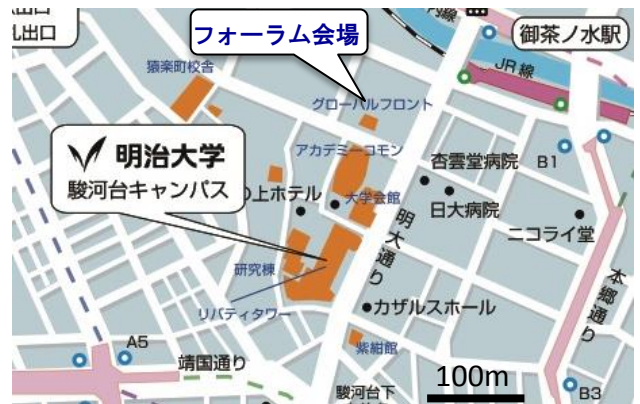 出口
フォーラム会場
御茶ノ水駅
JR線
猿楽町校舎
グローバルフロント
明治大学
駿河台キャンパス
アカデミーコモン
杏雲堂病院
B1
の上ホテル
大学会館
日大病院
ニコライ堂
明大通り
本郷通り
研究棟
リバティタワー
カザルスホール
A5
靖国通り
紫紺館
100m
駿河台下
B3